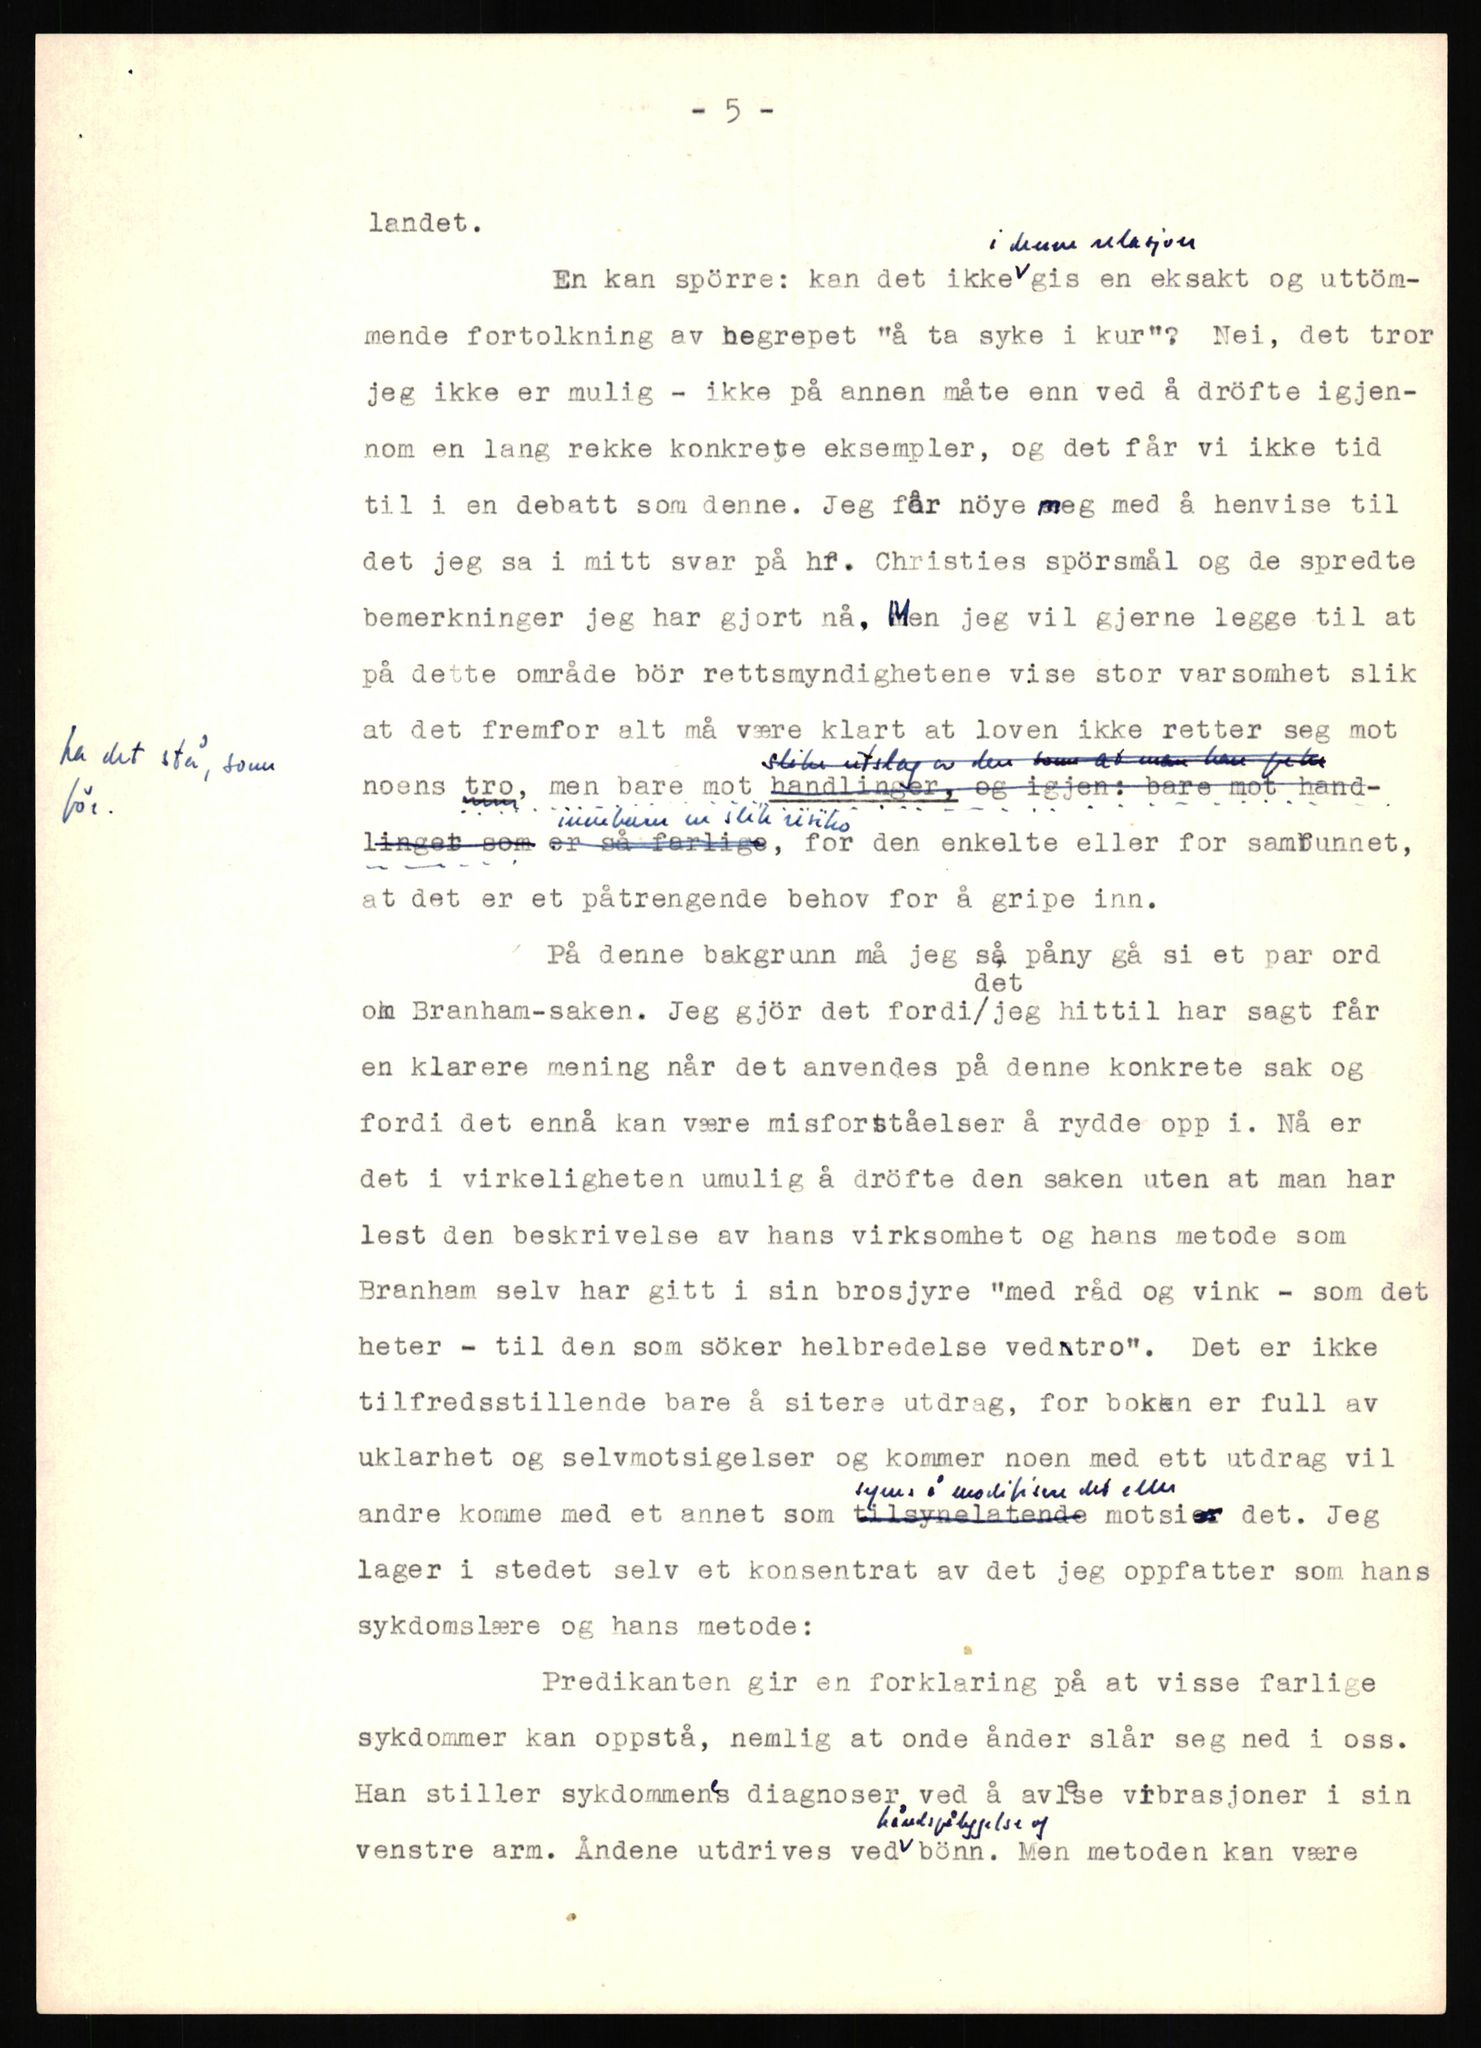 - 5 -
landet.
i denne relasjon
En kan spörre: kan det ikke gis en eksakt og uttöm-
mende fortolkning av begrepet "å ta syke i kur"? Nei, det tror
jeg ikke er mulig - ikke på annen måte enn ved å dröfte igjen-
nom en lang rekke konkrete eksempler, og det får vi ikke tid
til i en debatt som denne. Jeg får nöye meg med å henvise til
det jeg sa i mitt svar på hr. Christies spörsmål og de spredte
bemerkninger jeg har gjort nå. Men jeg vil gjerne legge til at
på dette område bör rettsmyndighetene vise stor varsomhet slik
at det fremfor alt må være klart at loven ikke retter seg mot
La det stå, som
för.
slike utslag av den som at man kan
noens tro, men bare mot handlinger, og igjen: bare mot hand-
innebærer en slik risiko
linger som er så farlige, for den enkelte eller for samfunnet,
at det er et påtrengende behov for å gripe inn.
På denne bakgrunn må jeg så påny gå si et par ord
det
om Branham-saken. Jeg gjör det fordi/jeg hittil har sagt får
en klarere mening når det anvendes på denne konkrete sak og
fordi det ennå kan være misforståelser å rydde opp i. Nå er
det i virkeligheten umulig å dröfte den saken uten at man har
lest den beskrivelse av hans virksomhet og hans metode som
Branham selv har gitt i sin brosjyre "med råd og vink - som det
heter - til den som söker helbredelse ved tro". Det er ikke
tilfredsstillende bare å sitere utdrag, for boken er full av
uklarhet og selvmotsigelser og kommer noen med ett utdrag vil
synes å modifisere det eller
andre komme med et annet som tilsynelatende motsier det. Jeg
lager i stedet selv et konsentrat av det jeg oppfatter som hans
sykdomslære og hans metode:
Predikanten gir en forklaring på at visse farlige
sykdommer kan oppstå, nemlig at onde ånder slår seg ned i oss.
Han stiller sykdommenes diagnoser ved å avlese vibrasjoner i sin
håndspåleggelse og
venstre arm. Åndene utdrives ved bönn. Men metoden kan være